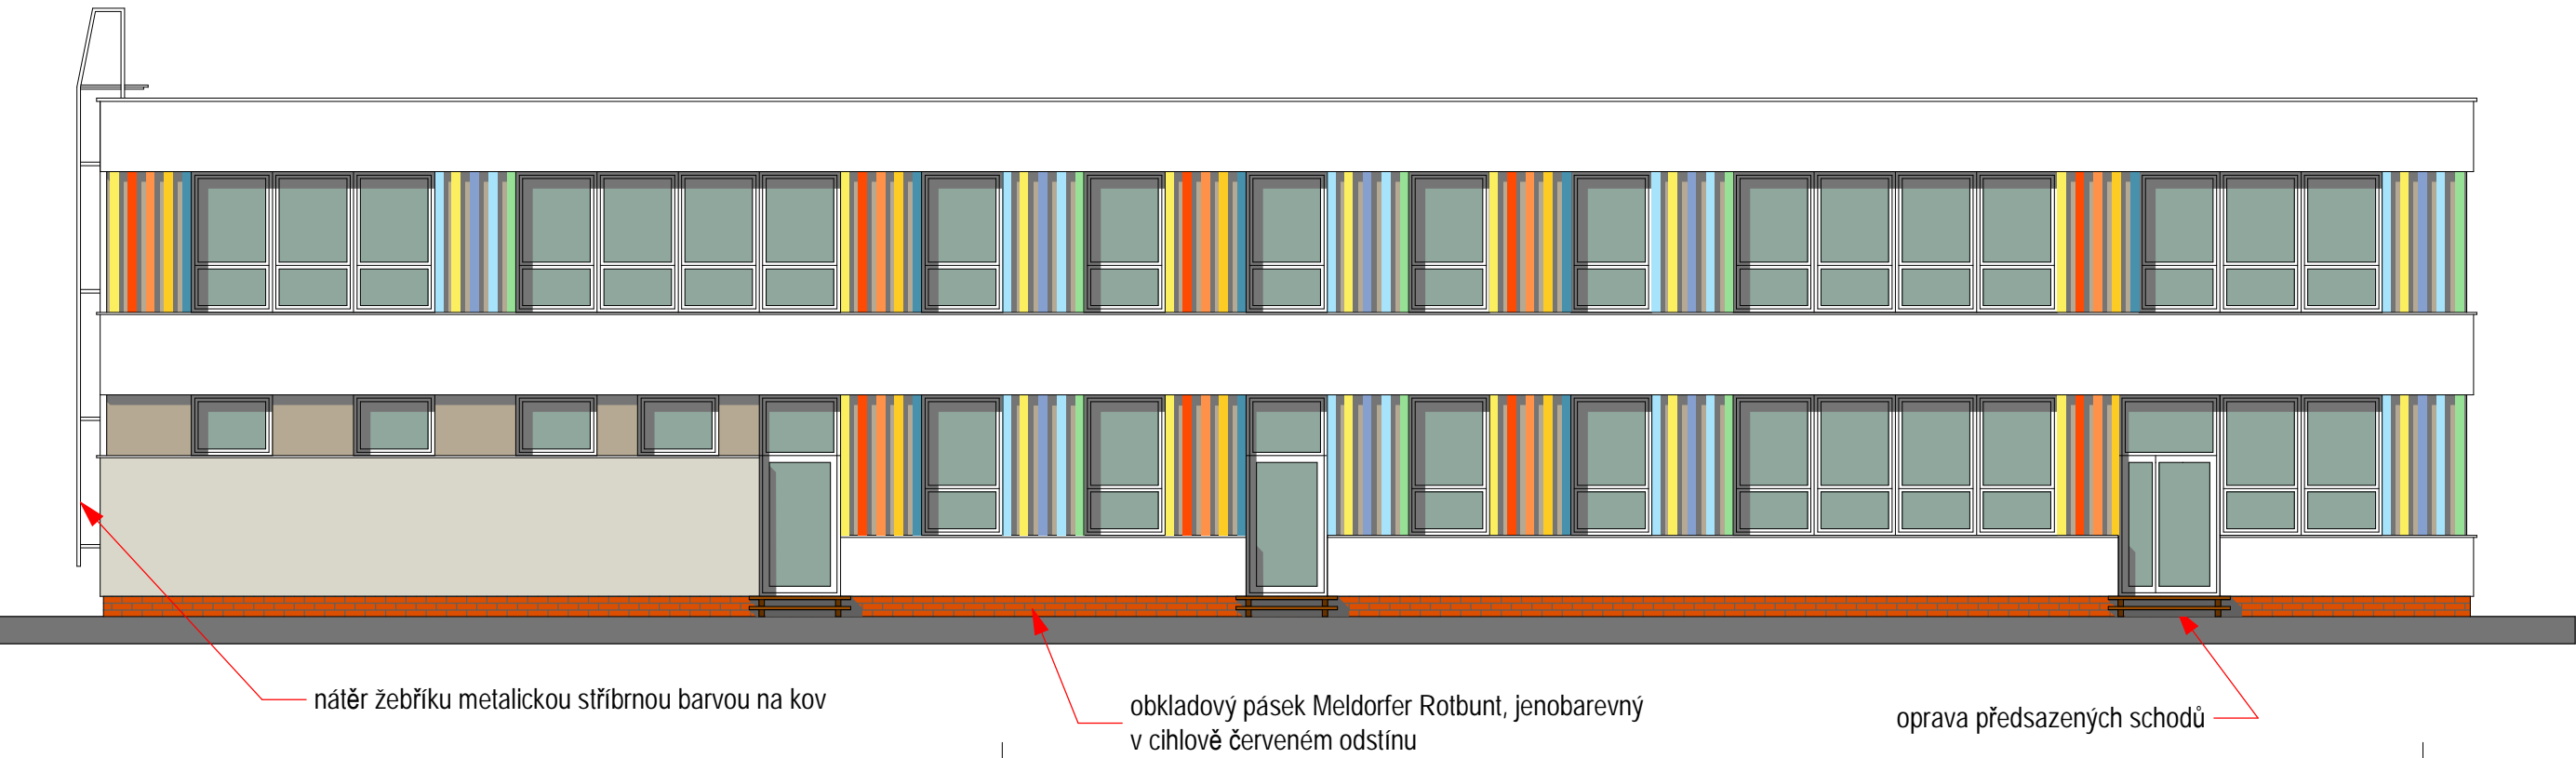 nátěr žebříku metalickou stříbrnou barvou na kov
obkladový pásek Meldorfer Rotbunt, jenobarevný
v cihlově červeném odstínu
oprava předsazených schodů